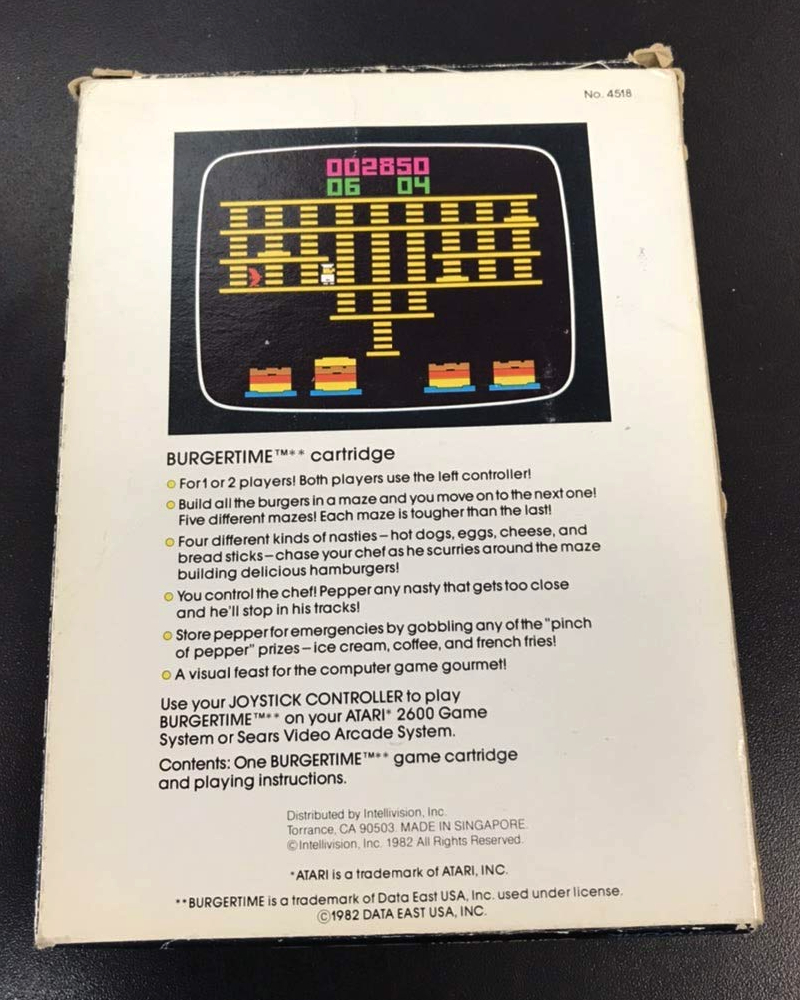 No. 4518
002850
06 04
BURGERTIME™** cartridge
For 1 or 2 players! Both players use the left controller!
Build all the burgers in a maze and you move on to the next one!
Five different mazes! Each maze is tougher than the last!
Four different kinds of nasties – hot dogs, eggs, cheese, and
bread sticks – chase your chef as he scurries around the maze
building delicious hamburgers!
You control the chef! Pepper any nasty that gets too close
and he'll stop in his tracks!
Store pepper for emergencies by gobbling any of the "pinch
of pepper" prizes – ice cream, coffee, and french fries!
A visual feast for the computer game gourmet!
Use your JOYSTICK CONTROLLER to play
BURGERTIME™** on your ATARI* 2600 Game
System or Sears Video Arcade System.
Contents: One BURGERTIME™** game cartridge
and playing instructions.
Distributed by Intellivision, Inc.
Torrance, CA 90503. MADE IN SINGAPORE.
©Intellivision, Inc. 1982 All Rights Reserved.
*ATARI is a trademark of ATARI, INC.
**BURGERTIME is a trademark of Data East USA, Inc. used under license.
©1982 DATA EAST USA, INC.